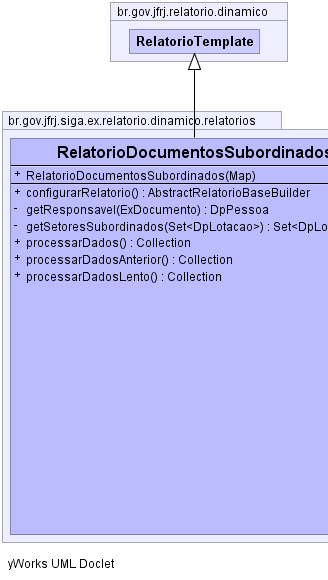 br.gov.jfrj.relatorio.dinamico
RelatorioTemplate
br.gov.jfrj.siga.ex.relatorio.dinamico.relatorios
RelatorioDocumentosSubordinados
+ RelatorioDocumentosSubordinados(Map)
+ configurarRelatorio() : AbstractRelatorioBaseBuilder
- getResponsavel(ExDocumento) : DpPessoa
- getSetoresSubordinados(Set<DpLotacao>) : Set<DpLo
+ processarDados() : Collection
+ processarDadosAnterior() : Collection
+ processarDadosLento() : Collection
yWorks UML Doclet